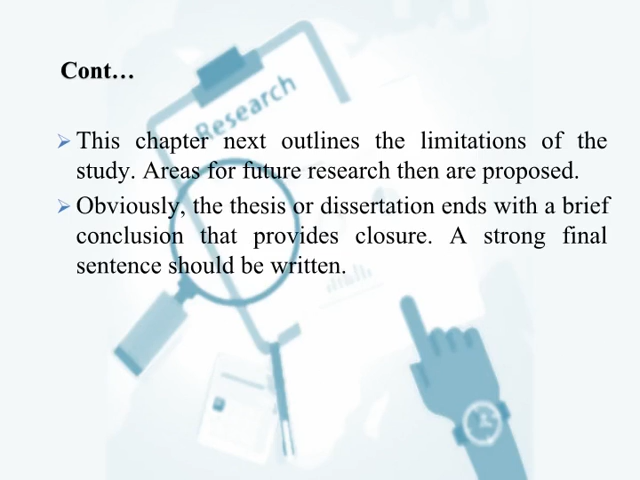 Cont…
Research
➢ This chapter next outlines the limitations of the
study. Areas for future research then are proposed.
➢ Obviously, the thesis or dissertation ends with a brief
conclusion that provides closure. A strong final
sentence should be written.